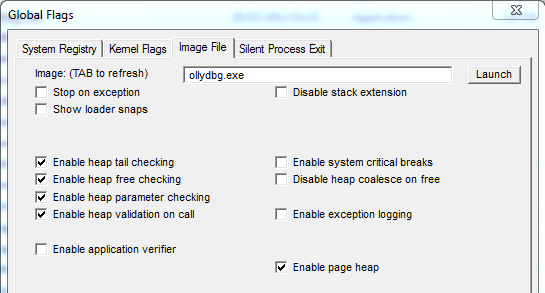 Global Flags
System Registry Kernel Flags Image File Silent Process Exit
Image: (TAB to refresh) ollydbg.exe Launch
Stop on exception Disable stack extension
Show loader snaps
Enable heap tail checking Enable system critical breaks
Enable heap free checking Disable heap coalesce on free
Enable heap parameter checking
Enable heap validation on call Enable exception logging
Enable application verifier
Enable page heap